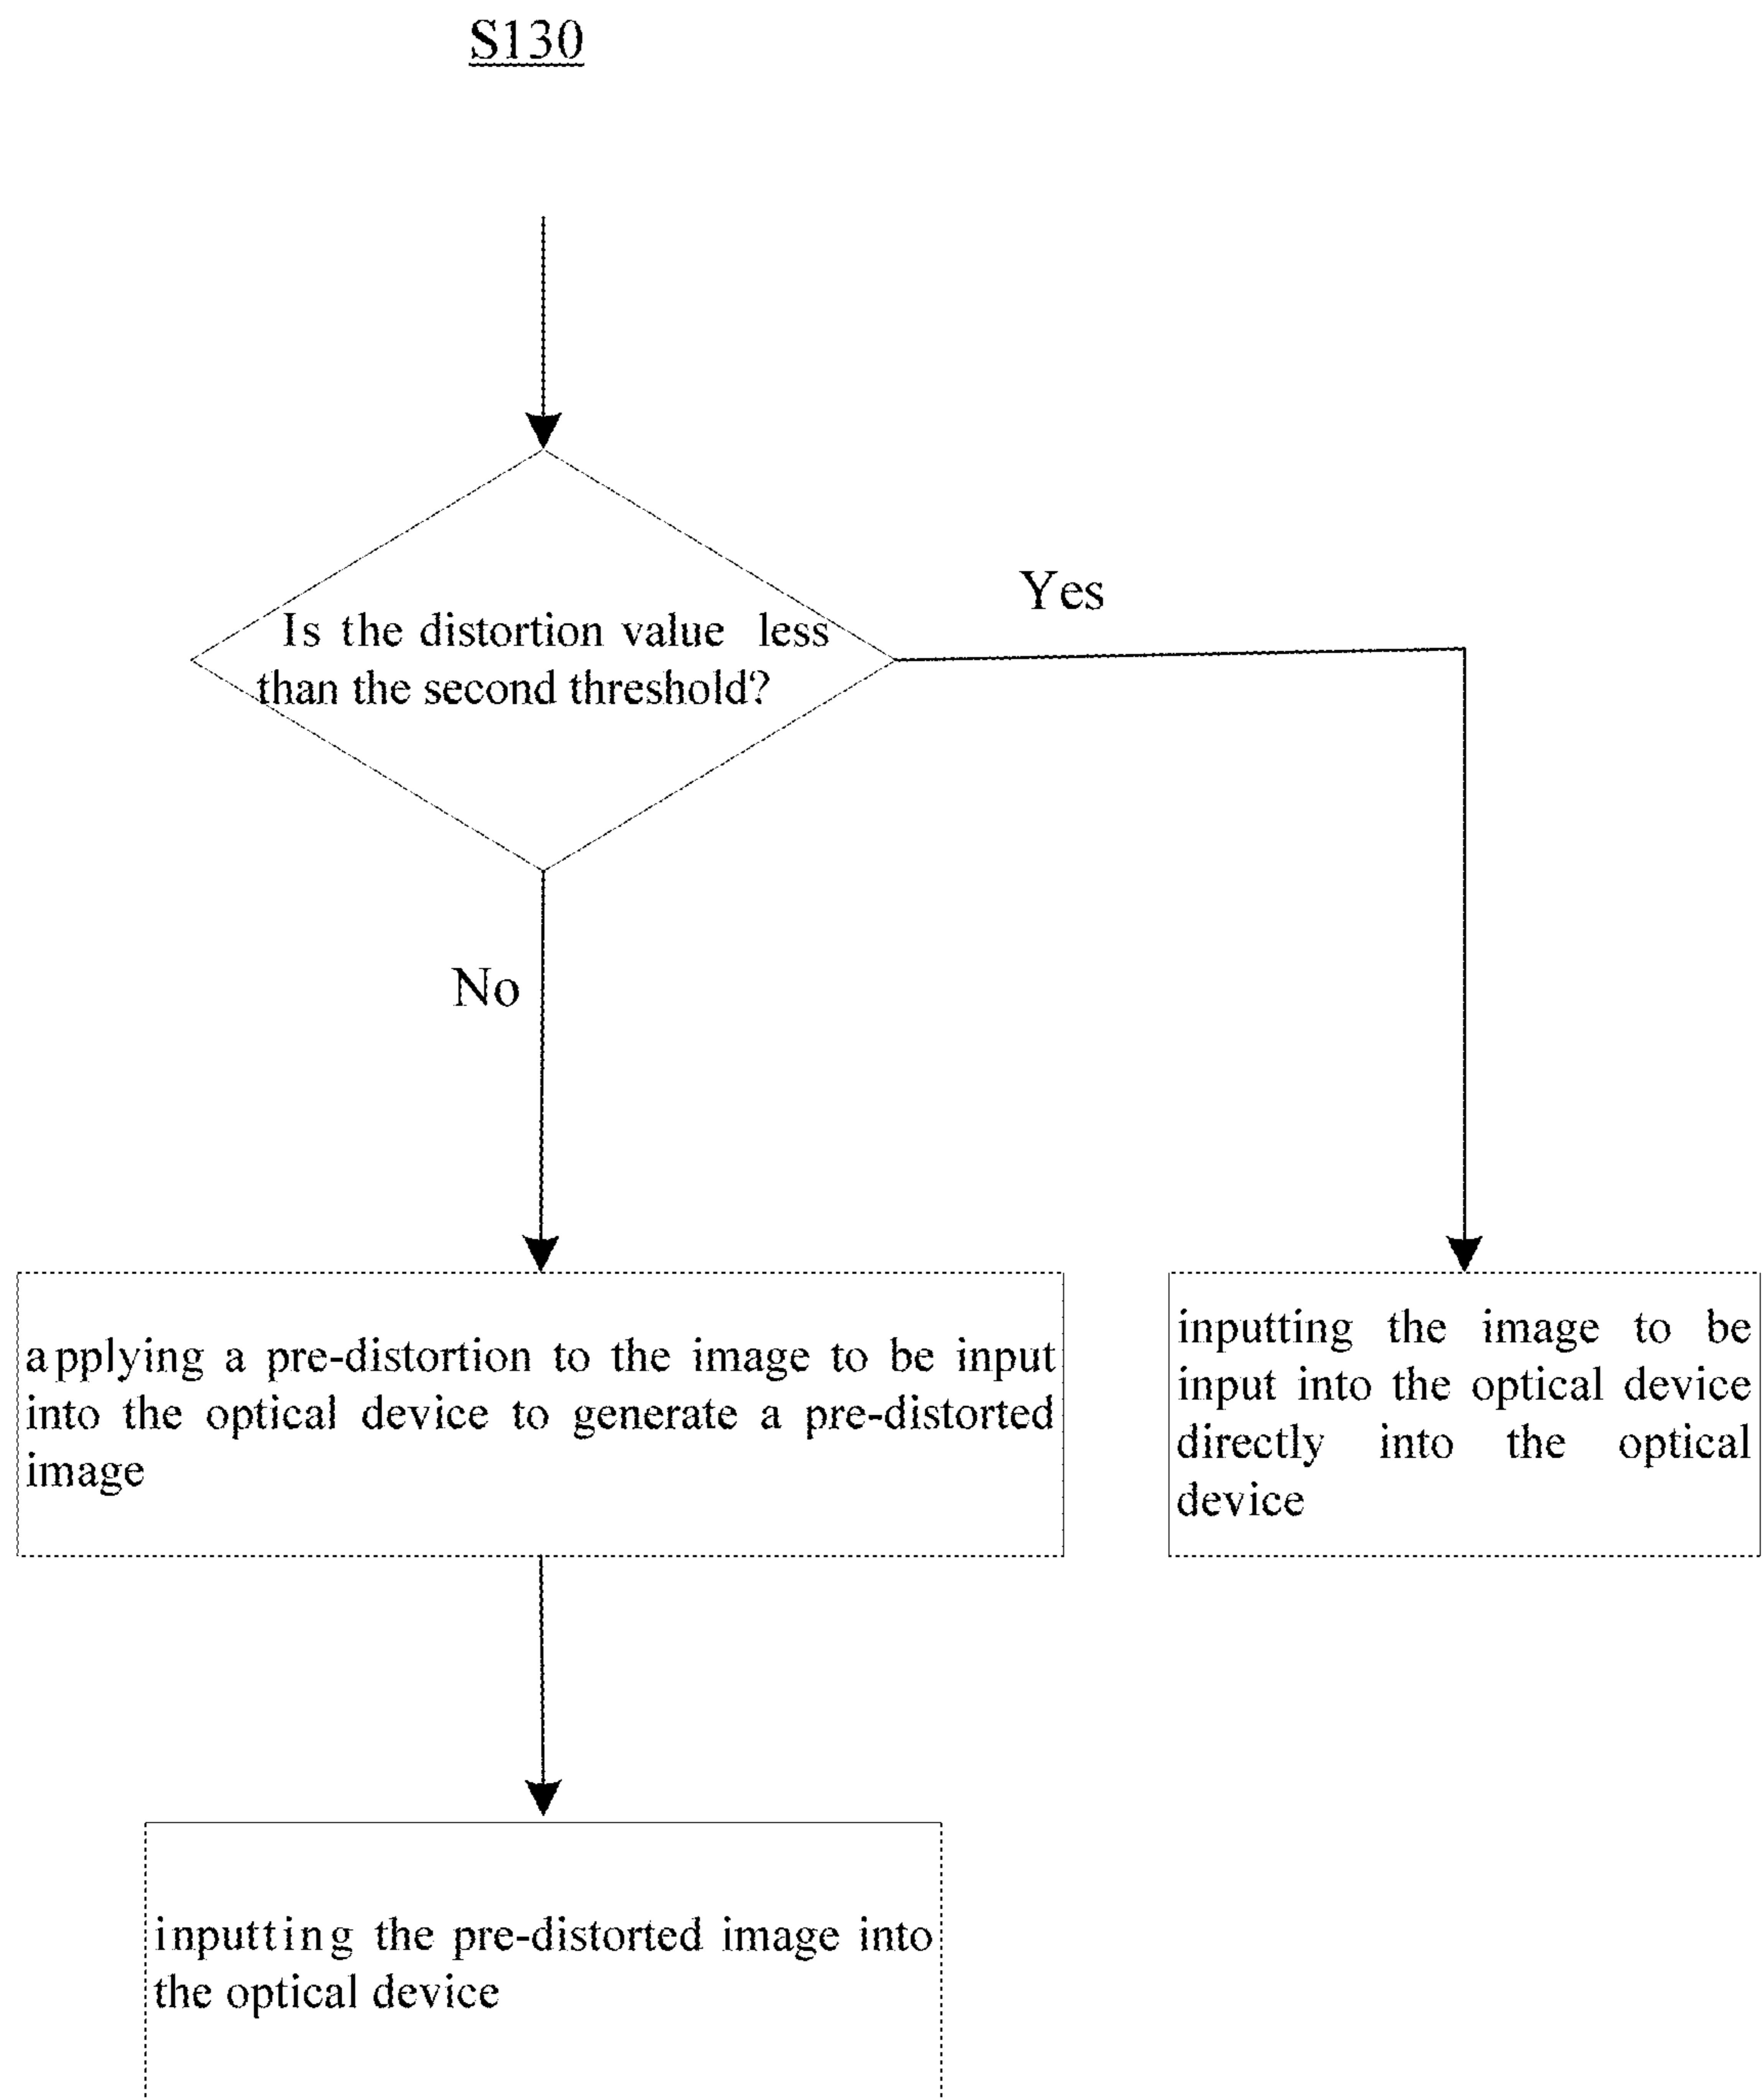 S130
Is the distortion value less
than the second threshold?
Yes
No
applying a pre-distortion to the image to be input
into the optical device to generate a pre-distorted
image
inputting the image to be
input into the optical device
directly into the optical
device
inputting the pre-distorted image into
the optical device